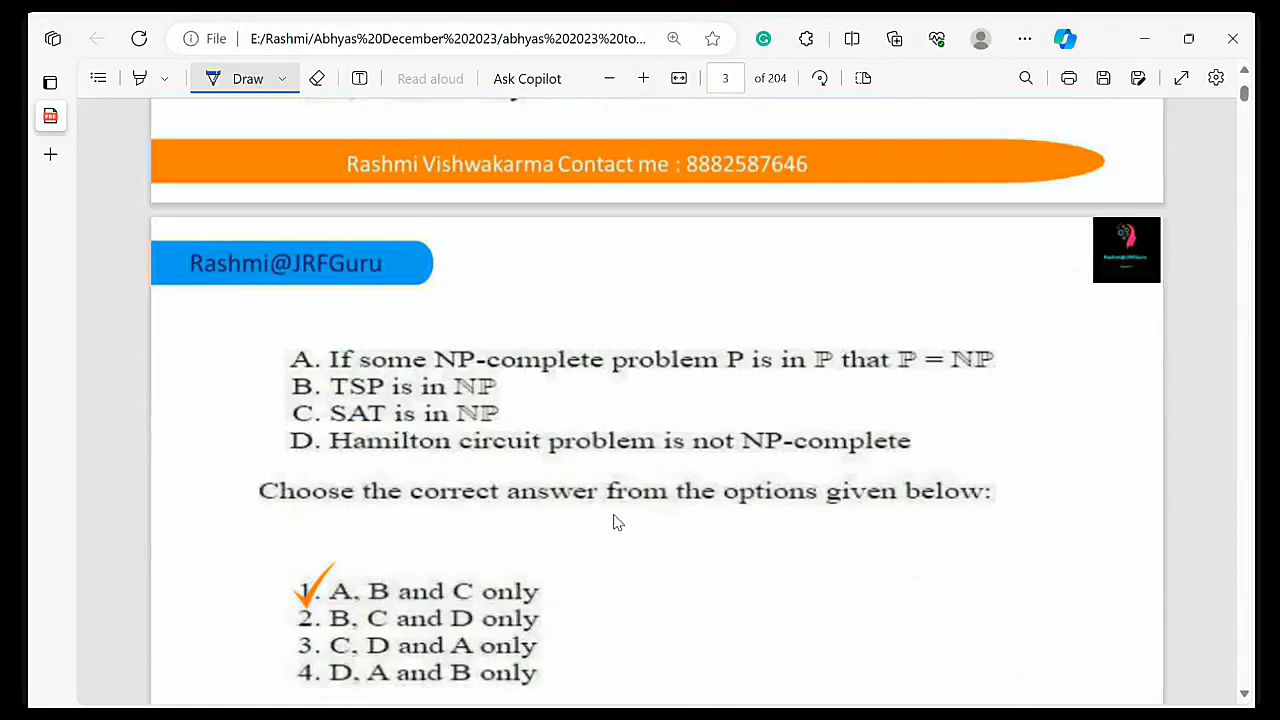 File E:/Rashmi/Abhyas%20December%202023/abhyas%202023%20to...
Draw Read aloud Ask Copilot 3 of 204
Rashmi Vishwakarma Contact me : 8882587646
Rashmi@JRFGuru
A. If some NP-complete problem P is in ℙ that ℙ = Nℙ
B. TSP is in Nℙ
C. SAT is in Nℙ
D. Hamilton circuit problem is not NP-complete
Choose the correct answer from the options given below:
1. A, B and C only
2. B, C and D only
3. C, D and A only
4. D, A and B only